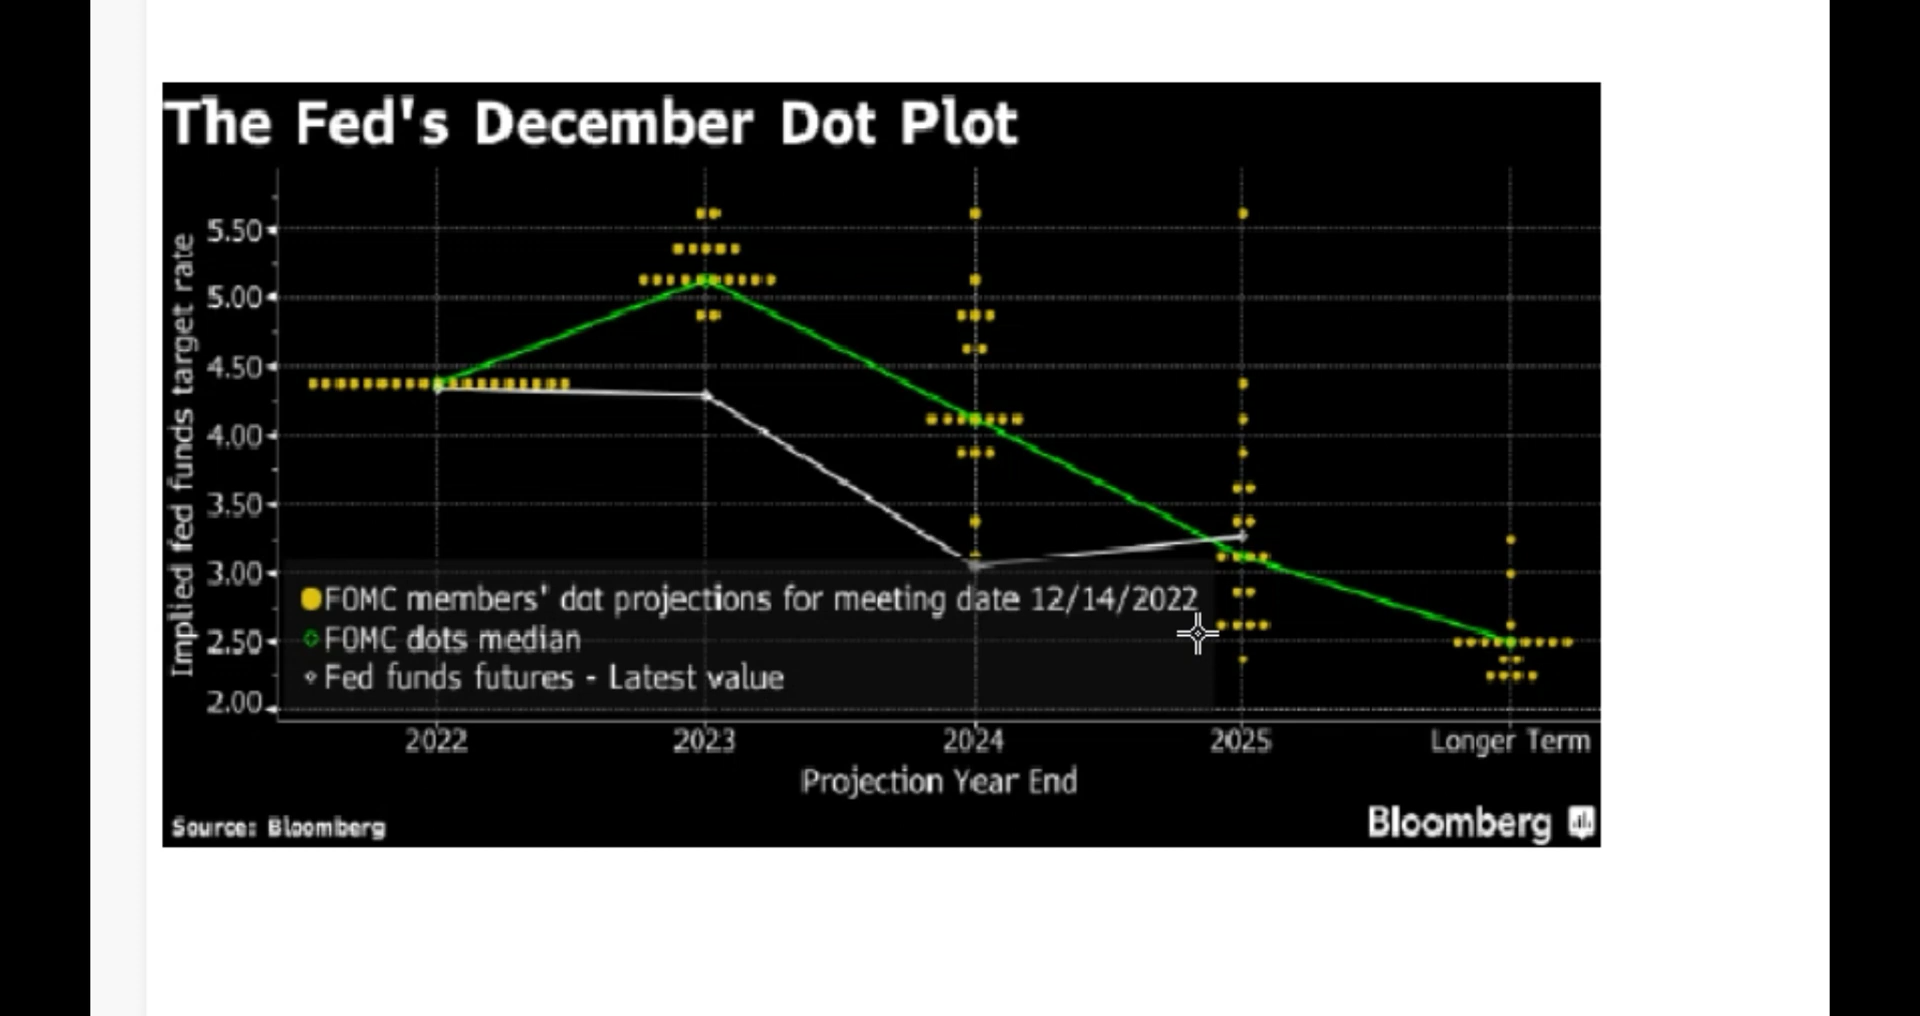 The Fed's December Dot Plot
Implied fed funds target rate
5.50
5.00
4.50
4.00
3.50
3.00
2.50
2.00
FOMC members' dot projections for meeting date 12/14/2022
FOMC dots median
Fed funds futures - Latest value
2022 2023 2024 2025 Longer Term
Projection Year End
Source: Bloomberg
Bloomberg